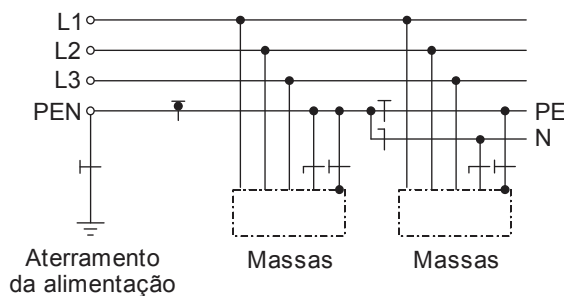 L1
L2
L3
PEN
PE
N
Aterramento
da alimentação
Massas
Massas